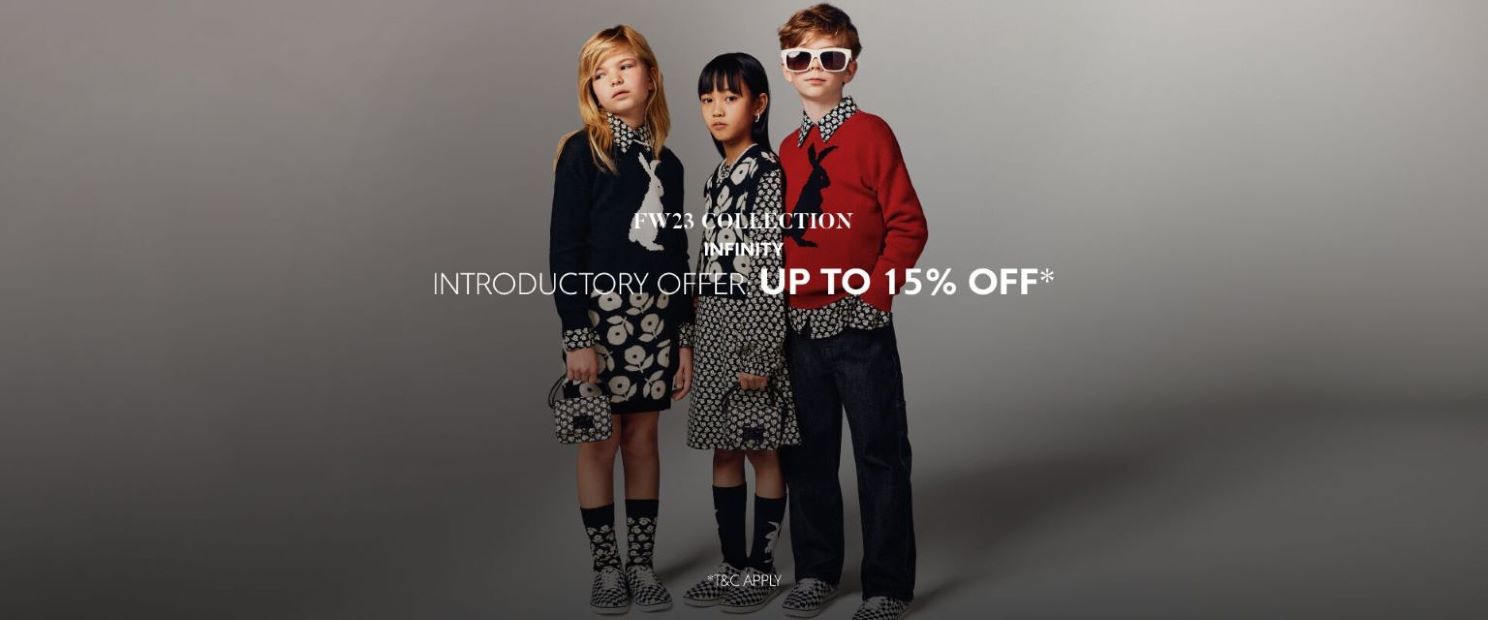 FW23 COLLECTION
INFINITY
INTRODUCTORY OFFER UP TO 15% OFF*
*T&C APPLY